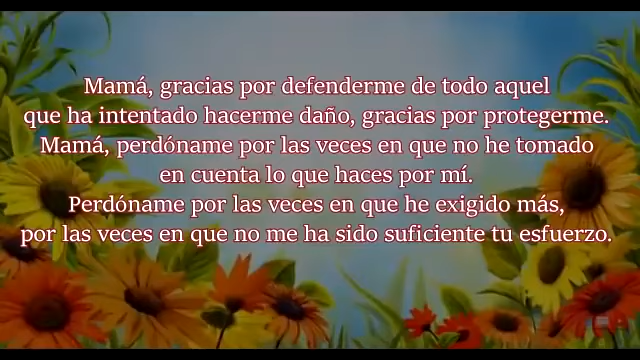 Mamá, gracias por defenderme de todo aquel
que ha intentado hacerme daño, gracias por protegerme.
Mamá, perdóname por las veces en que no he tomado
en cuenta lo que haces por mí.
Perdóname por las veces en que he exigido más,
por las veces en que no me ha sido suficiente tu esfuerzo.